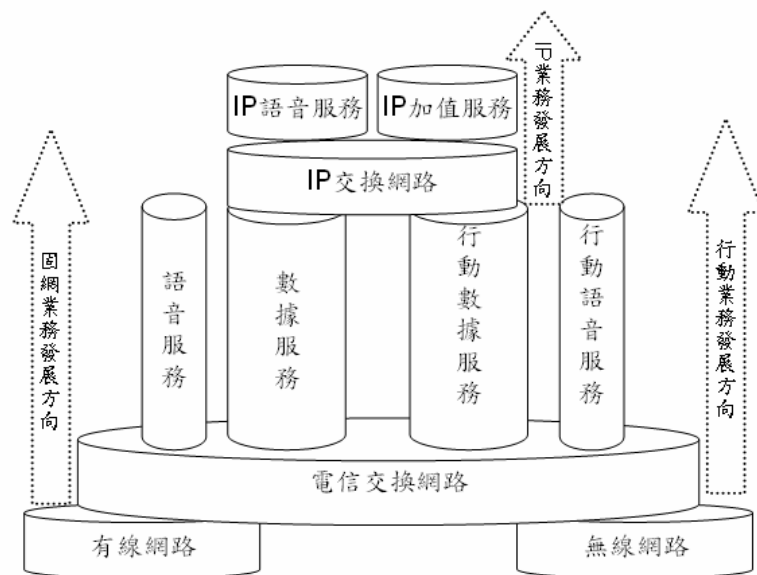 IP語音服務
IP加值服務
IP業務發展方向
IP交換網路
固網業務發展方向
語音服務
數據服務
行動數據服務
行動語音服務
行動業務發展方向
電信交換網路
有線網路
無線網路